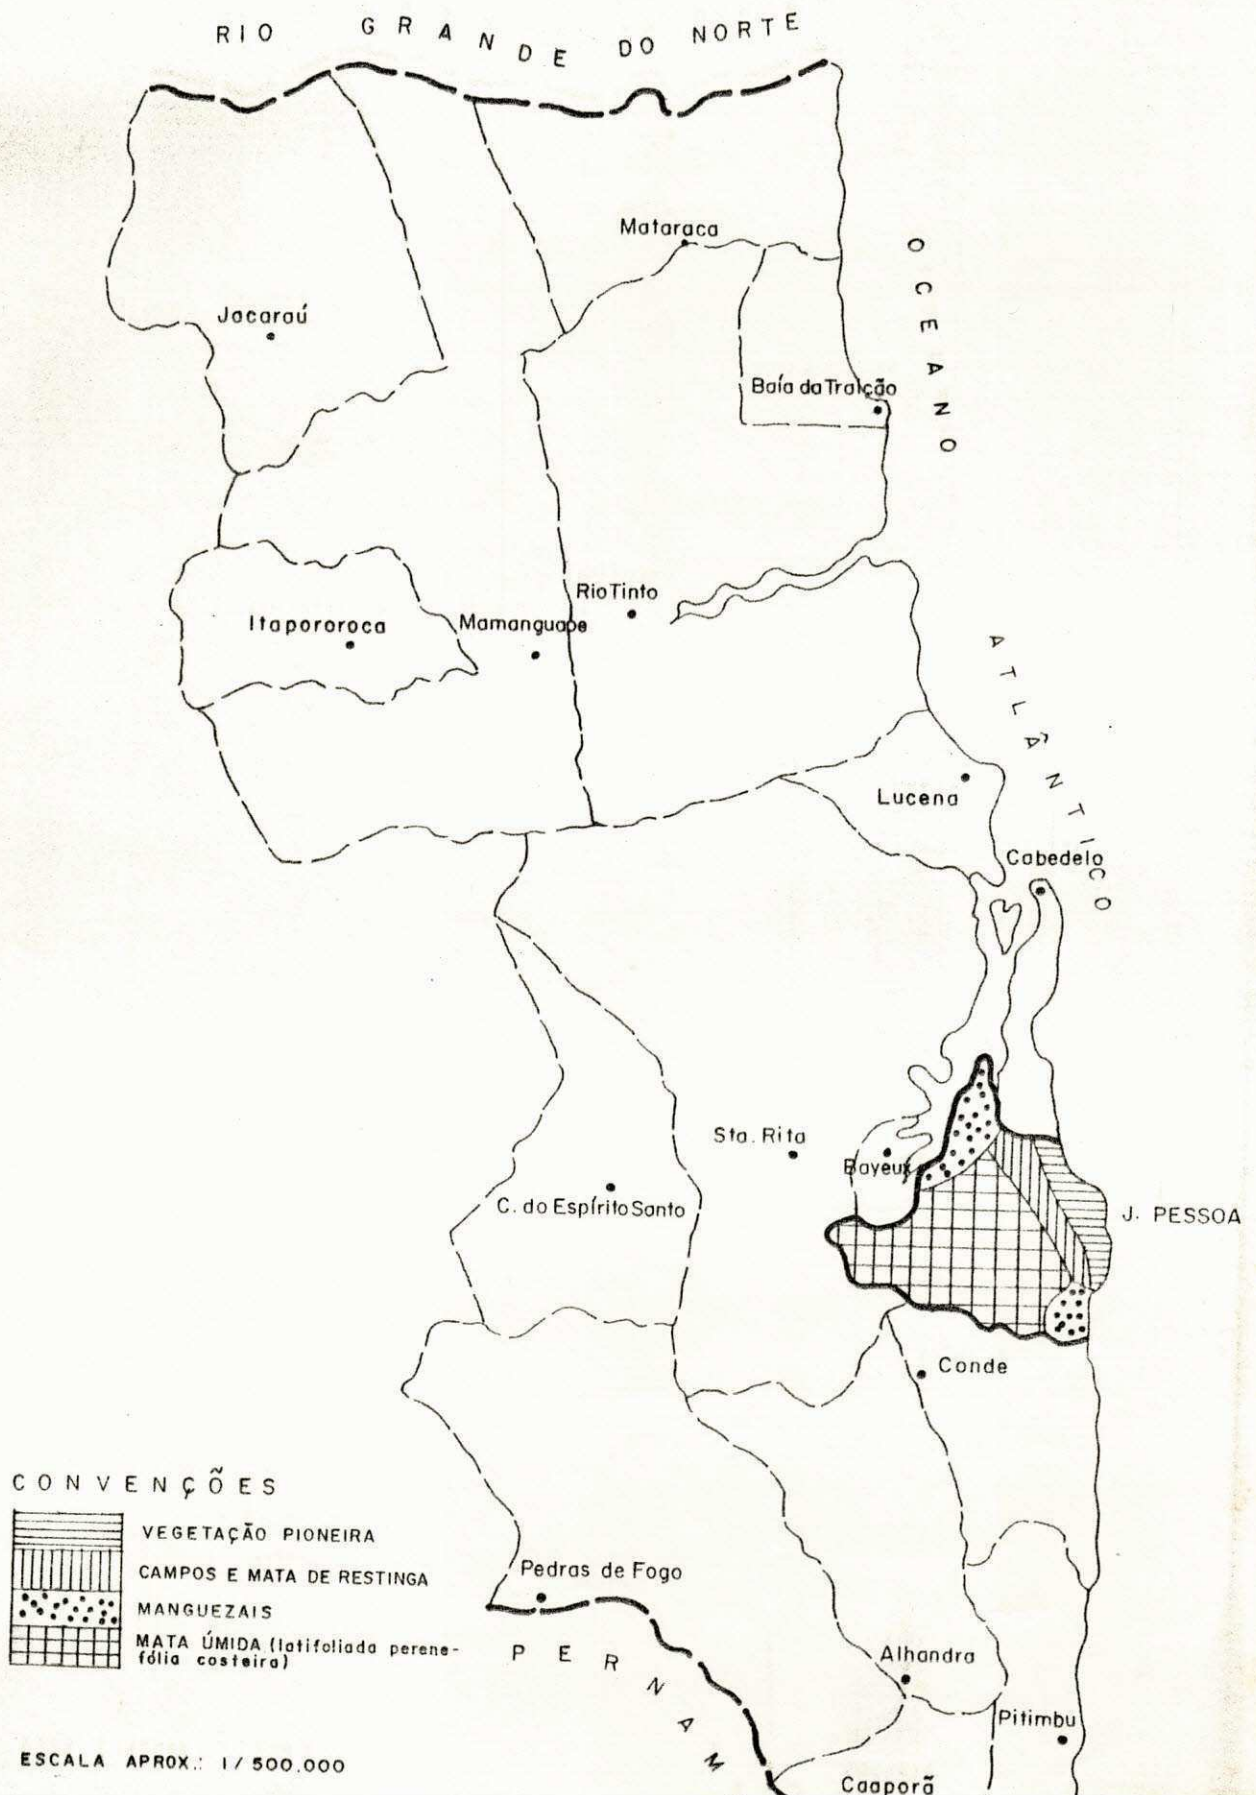 RIO GRANDE DO NORTE
Mataraca
OCEANO
Jacaraú
Baía da Traição
Rio Tinto
Itapororoca
Mamanguape
ATLÂNTICO
Lucena
Cabedelo
Sta. Rita
Bayeux
C. do Espírito Santo
J. PESSOA
Conde
CONVENÇÕES
VEGETAÇÃO PIONEIRA
CAMPOS E MATA DE RESTINGA
MANGUEZAIS
MATA ÚMIDA (latifoliada perene-
fólia costeira)
Pedras de Fogo
PERNAM
Alhandra
Pitimbu
Caaporã
ESCALA APROX.: 1/500.000